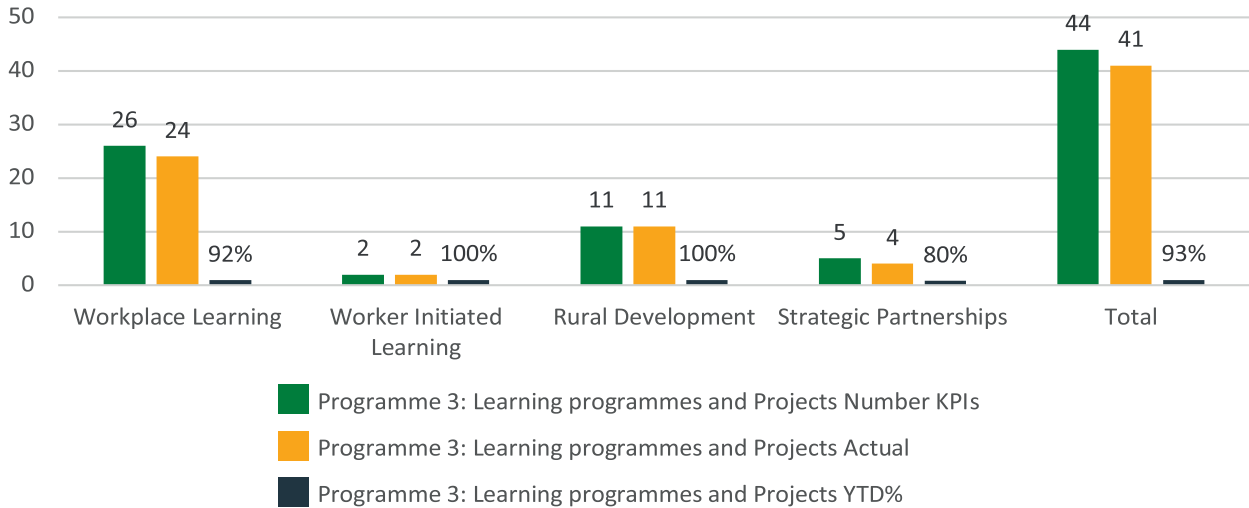 50
40
30
20
10
0
26
24
92%
2
2
100%
11
11
100%
5
4
80%
44
41
93%
Workplace Learning
Worker Initiated
Learning
Rural Development
Strategic Partnerships
Total
Programme 3: Learning programmes and Projects Number KPIs
Programme 3: Learning programmes and Projects Actual
Programme 3: Learning programmes and Projects YTD%